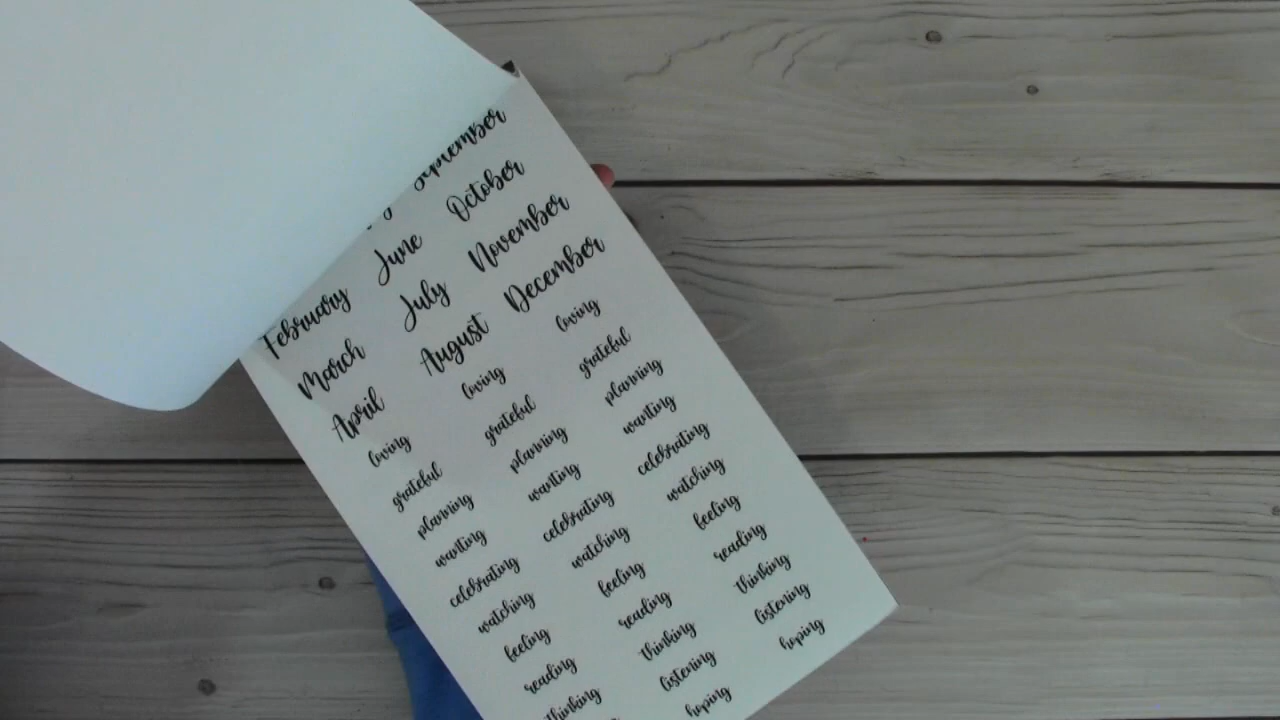 September
February June October
March July November
April August December
loving loving loving
grateful grateful grateful
planning planning planning
wanting wanting wanting
celebrating celebrating celebrating
watching watching watching
feeling feeling feeling
reading reading reading
thinking thinking thinking
listening listening
hoping hoping